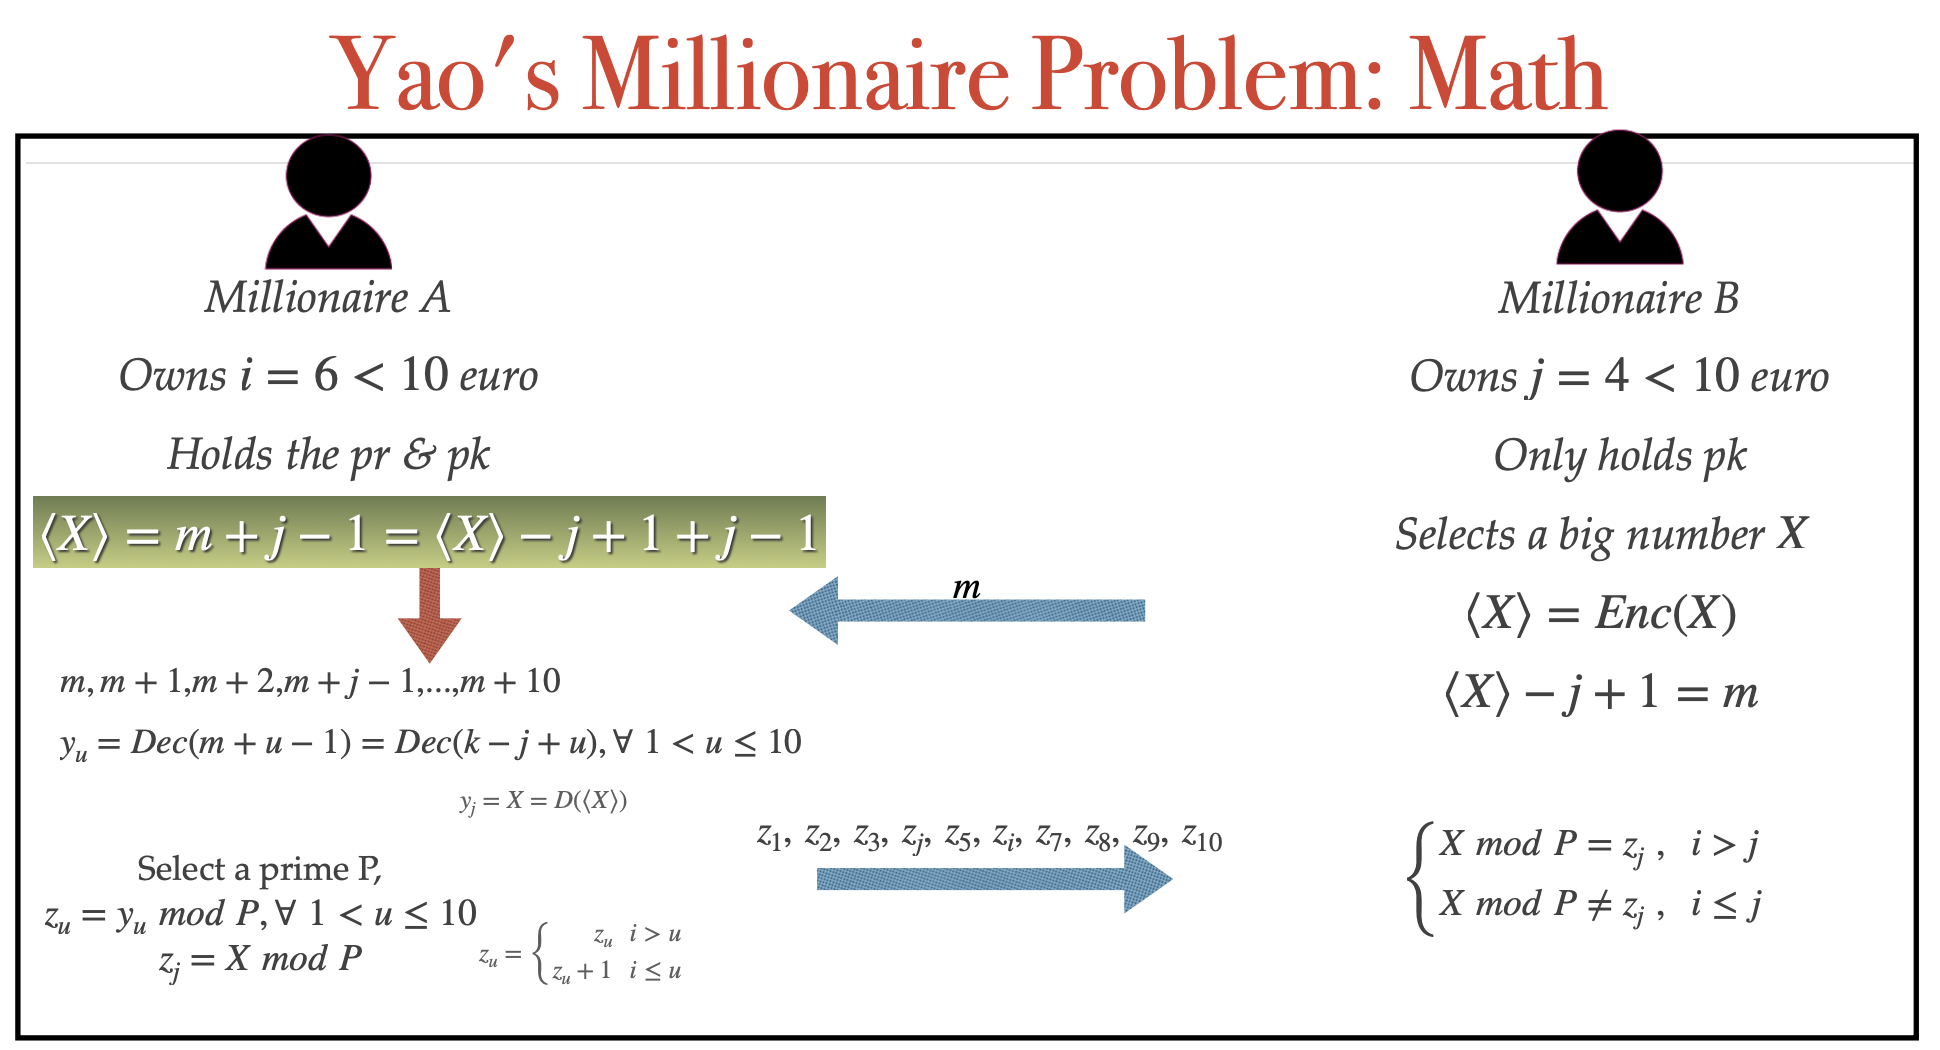 Yao's Millionaire Problem: Math
Millionaire A
Owns i = 6 < 10 euro
Holds the pr & pk
⟨X⟩ = m + j − 1 = ⟨X⟩ − j + 1 + j − 1
m, m + 1,m + 2,m + j − 1,...,m + 10
y_u = Dec(m + u − 1) = Dec(k − j + u), ∀ 1 < u ≤ 10
y_j = X = D(⟨X⟩)
Select a prime P,
z_u = y_u mod P, ∀ 1 < u ≤ 10
z_j = X mod P
z_u = { z_u i > u
z_u + 1 i ≤ u
m
z_1, z_2, z_3, z_j, z_5, z_i, z_7, z_8, z_9, z_10
Millionaire B
Owns j = 4 < 10 euro
Only holds pk
Selects a big number X
⟨X⟩ = Enc(X)
⟨X⟩ − j + 1 = m
{ X mod P = z_j , i > j
X mod P ≠ z_j , i ≤ j